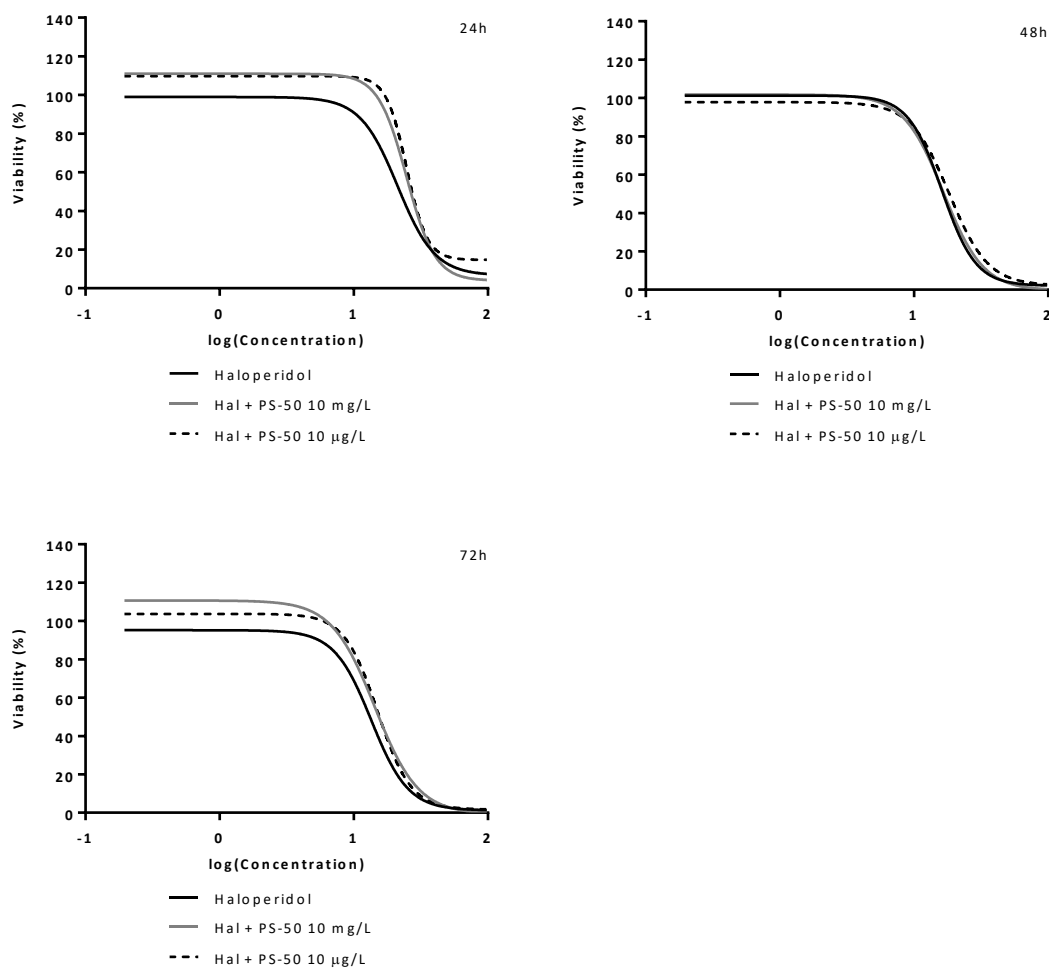 140
120
100
80
60
40
20
0
Viability (%)
24h
-1 0 1 2
log(Concentration)
Haloperidol
Hal + PS-50 10 mg/L
Hal + PS-50 10 µg/L
140
120
100
80
60
40
20
0
Viability (%)
48h
-1 0 1 2
log(Concentration)
Haloperidol
Hal + PS-50 10 mg/L
Hal + PS-50 10 µg/L
140
120
100
80
60
40
20
0
Viability (%)
72h
-1 0 1 2
log(Concentration)
Haloperidol
Hal + PS-50 10 mg/L
Hal + PS-50 10 µg/L